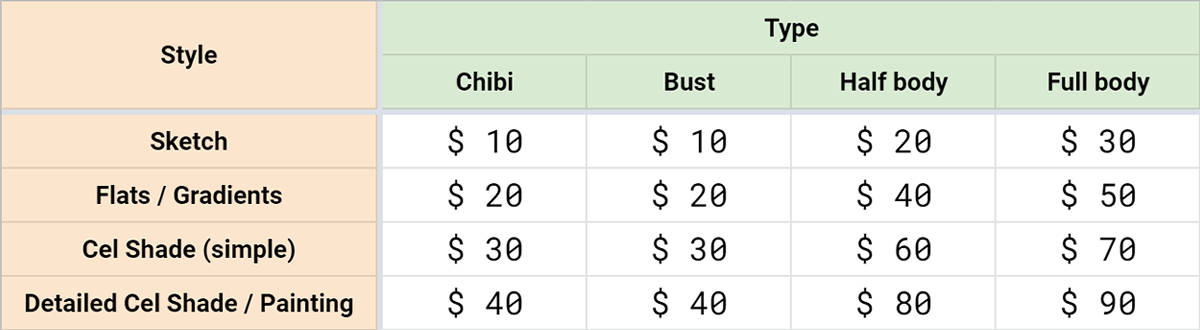 Style
Type
Chibi Bust Half body Full body
Sketch $ 10 $ 10 $ 20 $ 30
Flats / Gradients $ 20 $ 20 $ 40 $ 50
Cel Shade (simple) $ 30 $ 30 $ 60 $ 70
Detailed Cel Shade / Painting $ 40 $ 40 $ 80 $ 90